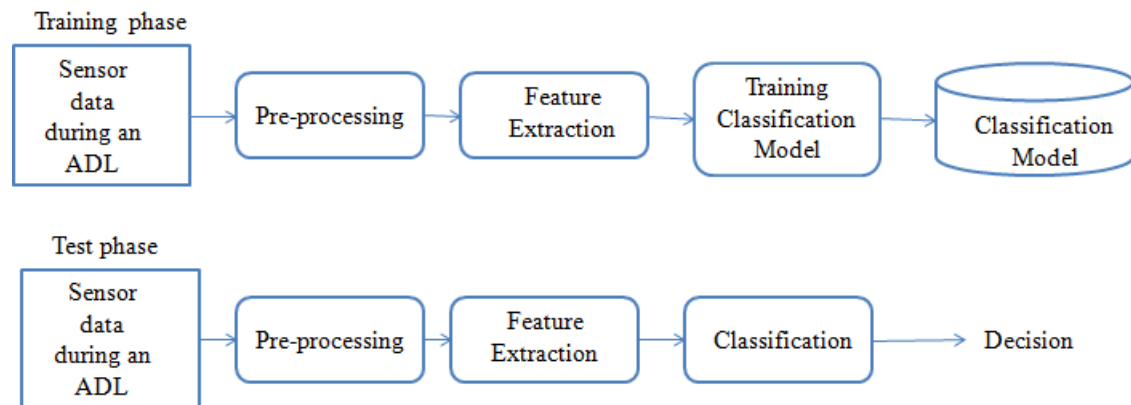 Training phase
Sensor
data
during an
ADL
Pre-processing
Feature
Extraction
Training
Classification
Model
Classification
Model
Test phase
Sensor
data
during an
ADL
Pre-processing
Feature
Extraction
Classification
Decision